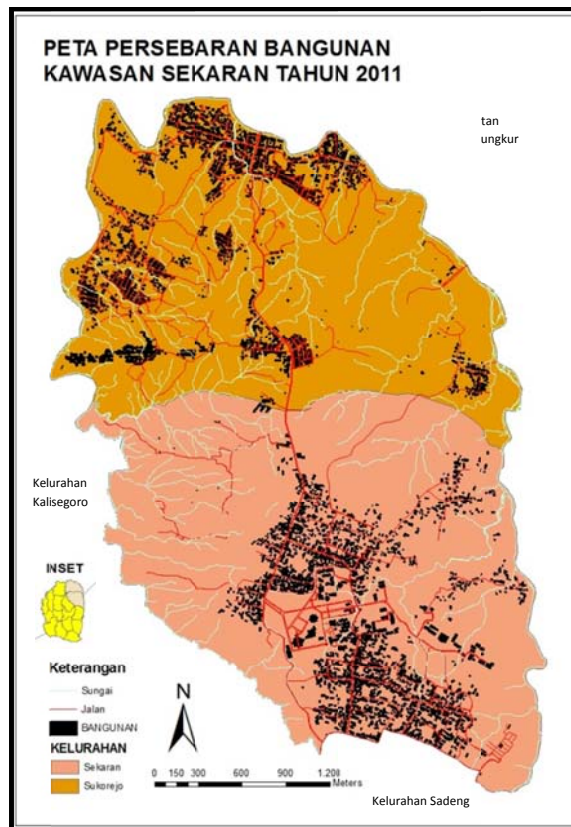 PETA PERSEBARAN BANGUNAN
KAWASAN SEKARAN TAHUN 2011
tan
ungkur
Kelurahan
Kalisegoro
INSET
Keterangan
Sungai
Jalan
BANGUNAN
KELURAHAN
Sekaran
Sukorejo
N
0 150 300 600 900 1.200
Meters
Kelurahan Sadeng